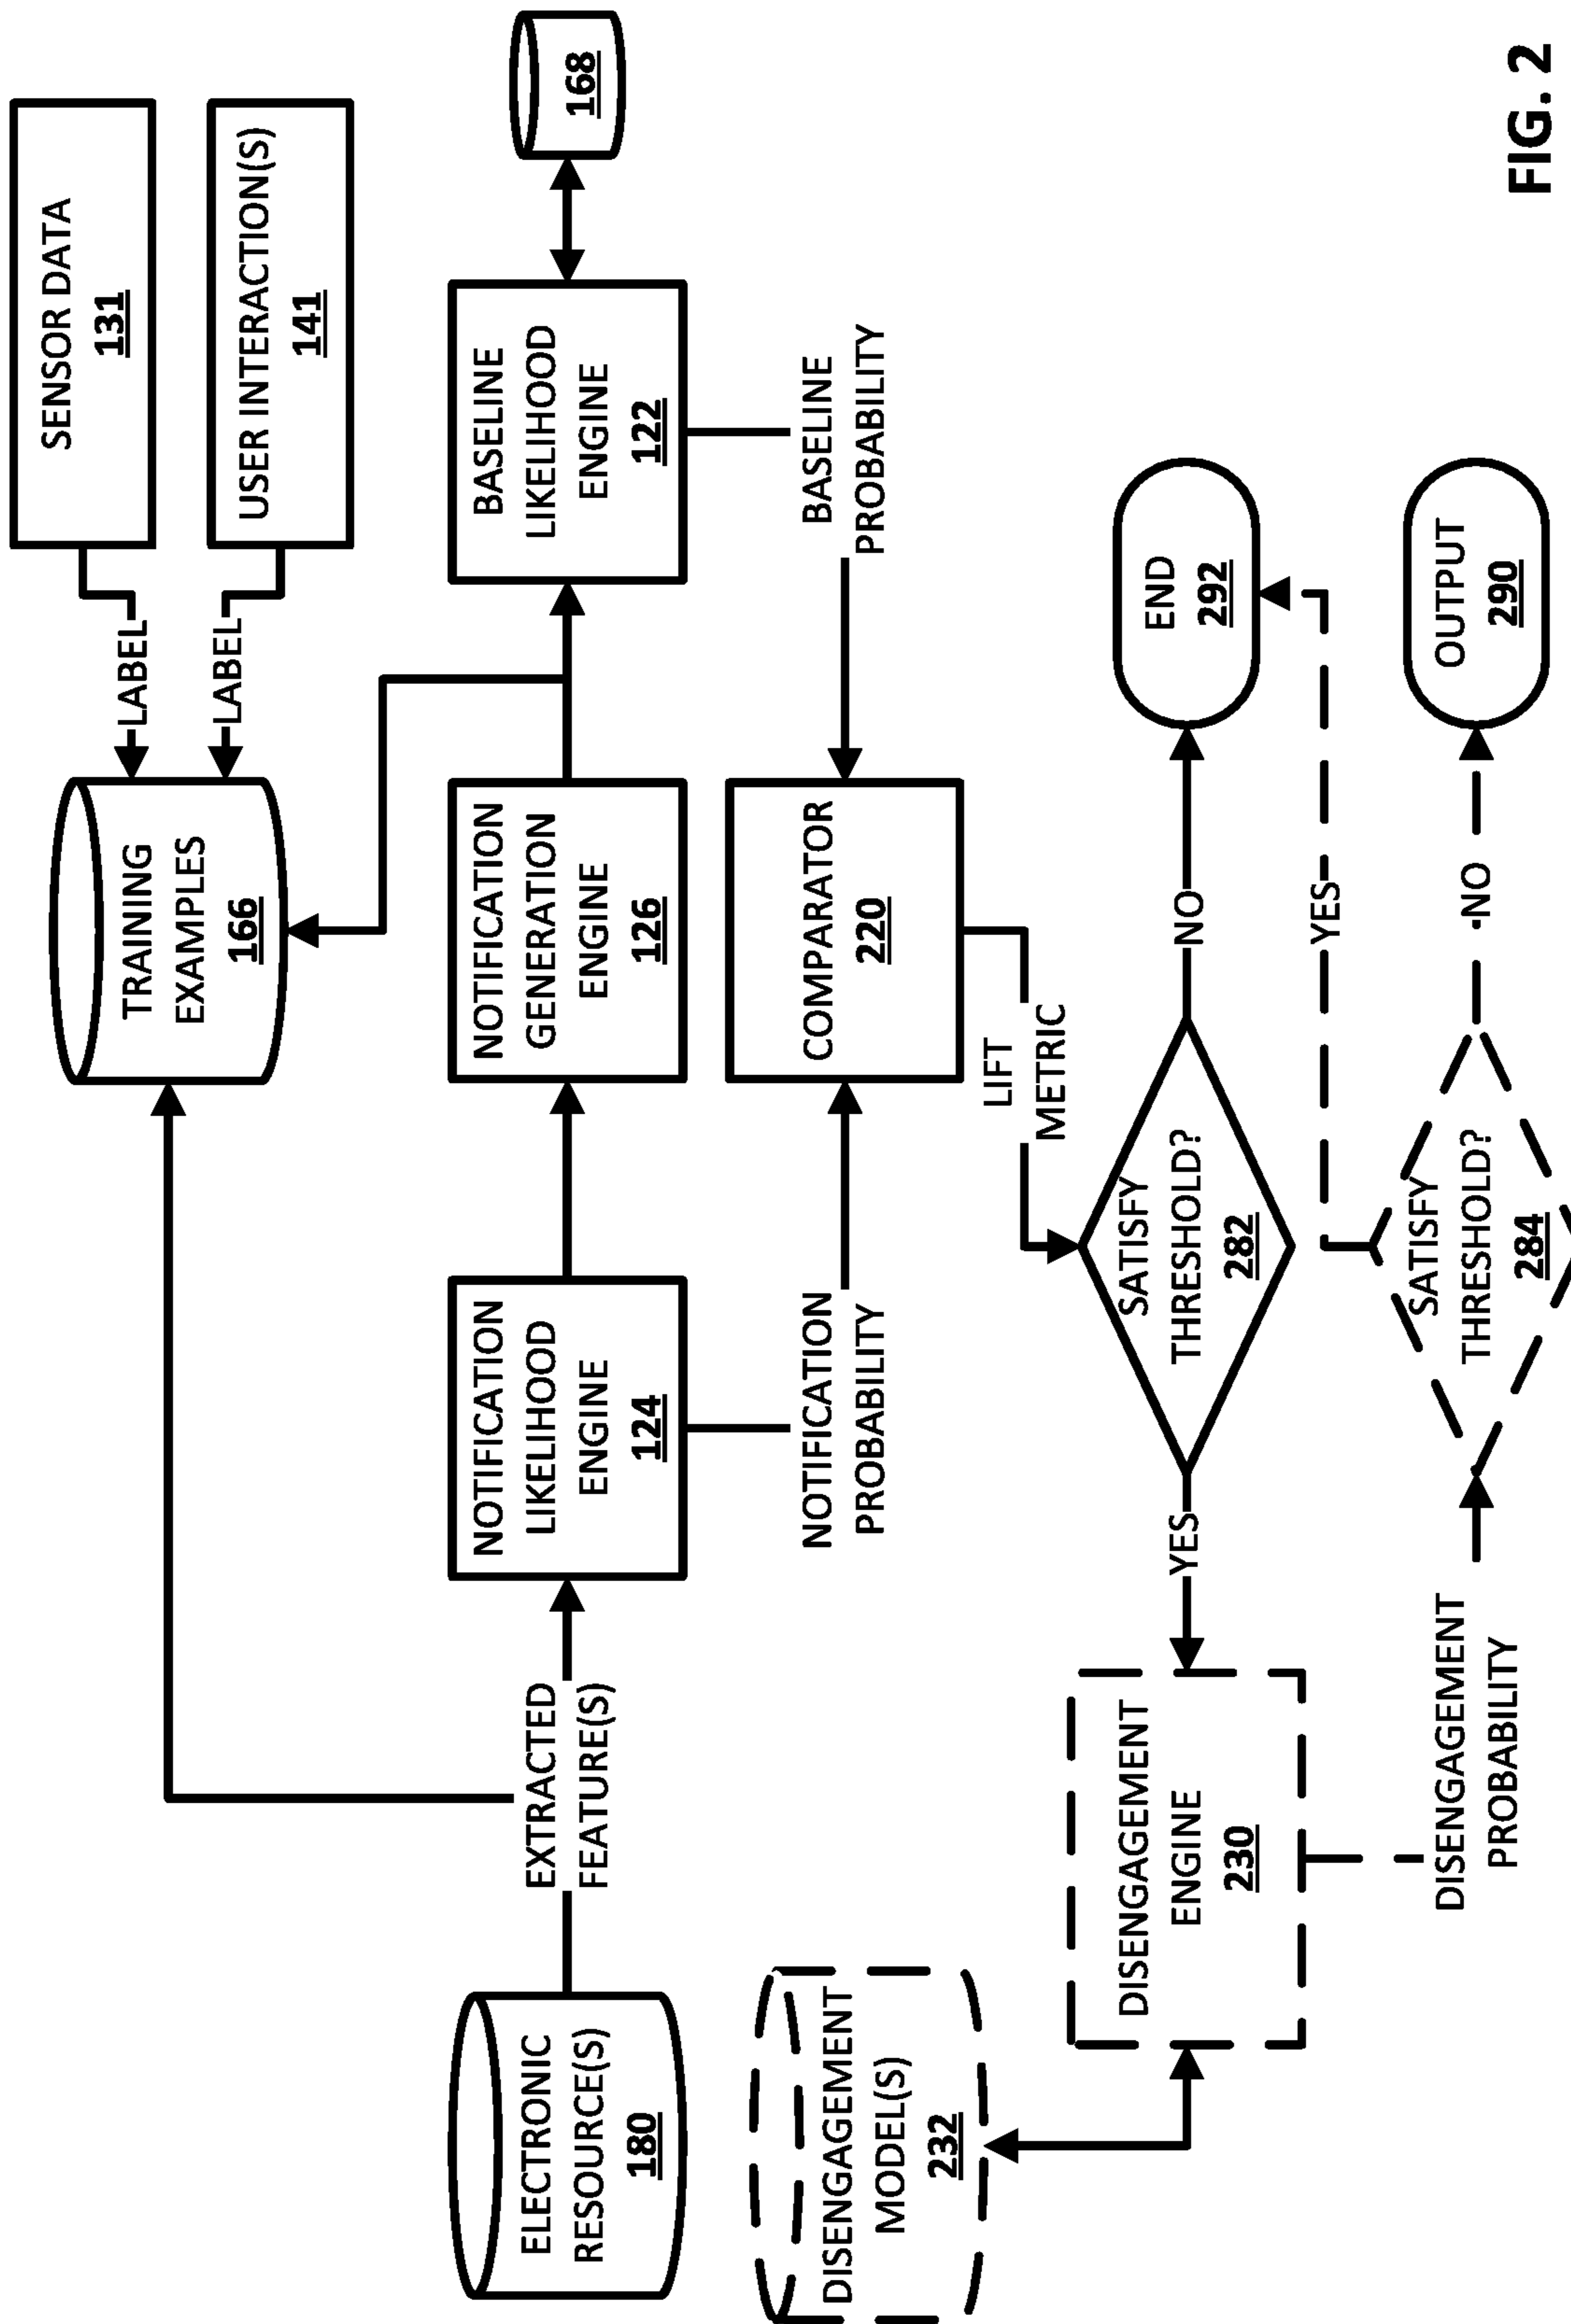 SENSOR DATA
131
USER INTERACTION(S)
141
LABEL
LABEL
TRAINING
EXAMPLES
166
ELECTRONIC
RESOURCE(S)
180
EXTRACTED
FEATURE(S)
NOTIFICATION
LIKELIHOOD
ENGINE
124
NOTIFICATION
GENERATION
ENGINE
126
BASELINE
LIKELIHOOD
ENGINE
122
168
NOTIFICATION
PROBABILITY
COMPARATOR
220
BASELINE
PROBABILITY
DISENGAGEMENT
MODEL(S)
232
LIFT
METRIC
DISENGAGEMENT
ENGINE
230
YES
SATISFY
THRESHOLD?
282
NO
END
292
YES
DISENGAGEMENT
PROBABILITY
SATISFY
THRESHOLD?
284
NO
OUTPUT
290
FIG. 2